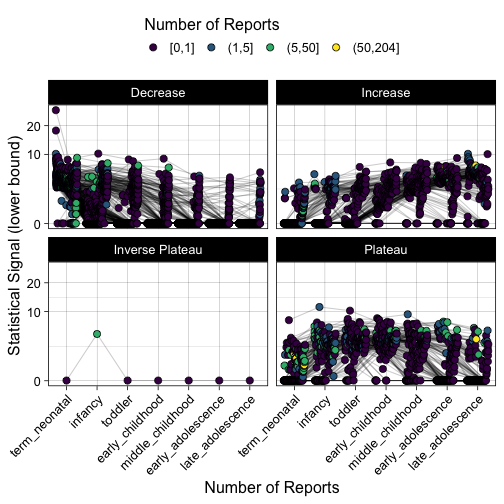 Number of Reports
[0,1] (1,5] (5,50] (50,204]
Decrease Increase
20
10
0
Inverse Plateau Plateau
20
10
0
Statistical Signal (lower bound)
term_neonatal infancy toddler early_childhood middle_childhood early_adolescence late_adolescence
term_neonatal infancy toddler early_childhood middle_childhood early_adolescence late_adolescence
Number of Reports